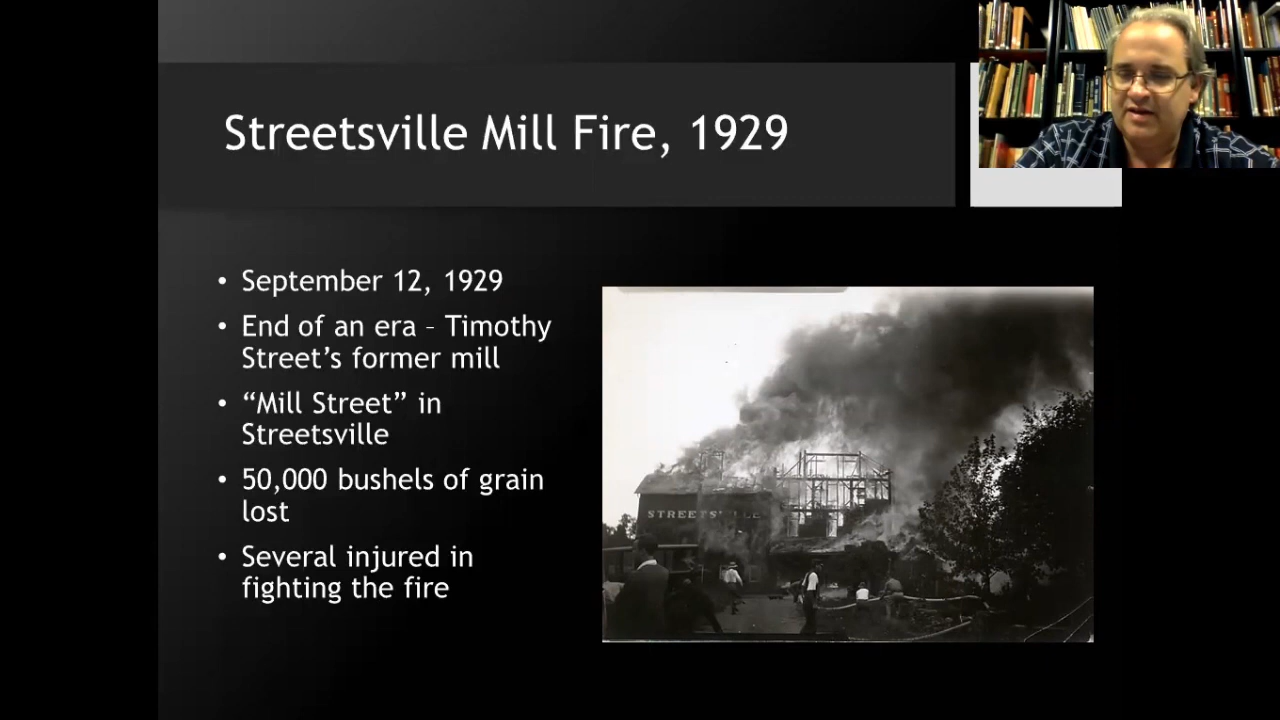 Streetsville Mill Fire, 1929
• September 12, 1929
• End of an era – Timothy
Street’s former mill
• “Mill Street” in
Streetsville
• 50,000 bushels of grain
lost
• Several injured in
fighting the fire